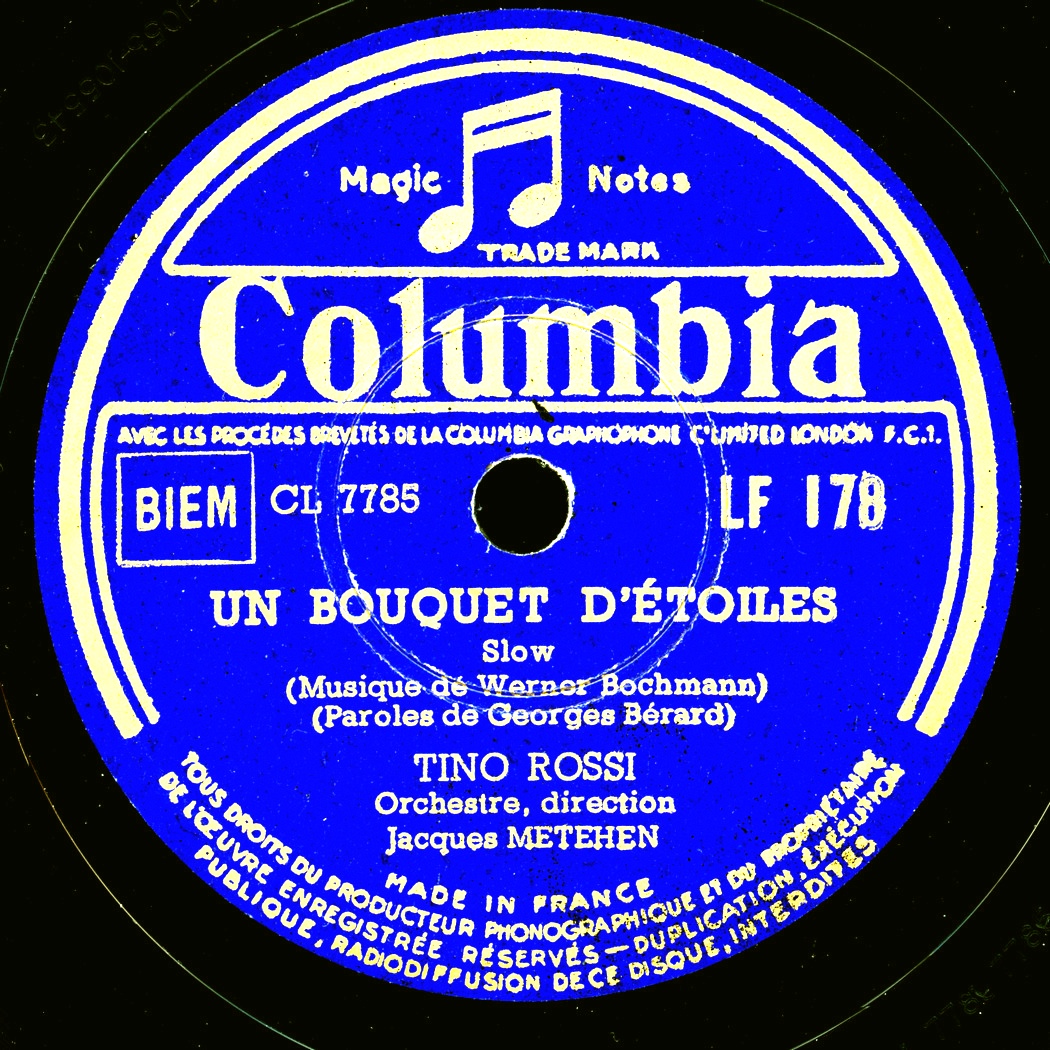 Magic Notes
TRADE MARK
Columbia
AVEC LES PROCÉDÉS BREVETÉS DE LA COLUMBIA GRAPHOPHONE Cº LIMITED LONDON F.C.1.
BIEM CL 7785 LF 178
UN BOUQUET D'ÉTOILES
Slow
(Musique de Werner Bochmann)
(Paroles de Georges Bérard)
TINO ROSSI
Orchestre, direction
Jacques METEHEN
MADE IN FRANCE
TOUS DROITS DU PRODUCTEUR PHONOGRAPHIQUE ET DU PROPRIÉTAIRE
DE L'ŒUVRE ENREGISTRÉE RÉSERVÉS — DUPLICATION, EXÉCUTION
PUBLIQUE, RADIODIFFUSION DE CE DISQUE, INTERDITES